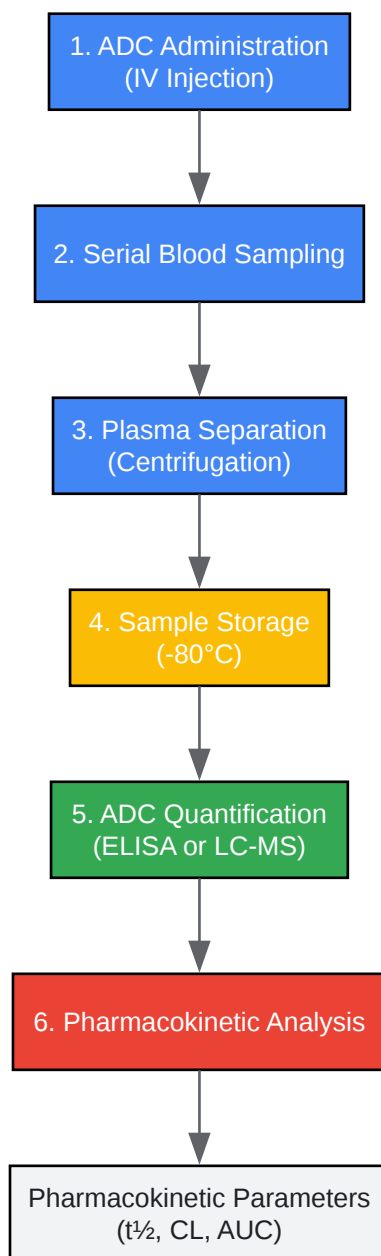 1. ADC Administration
(IV Injection)
2. Serial Blood Sampling
3. Plasma Separation
(Centrifugation)
4. Sample Storage
(-80°C)
5. ADC Quantification
(ELISA or LC-MS)
6. Pharmacokinetic Analysis
Pharmacokinetic Parameters
(t½, CL, AUC)